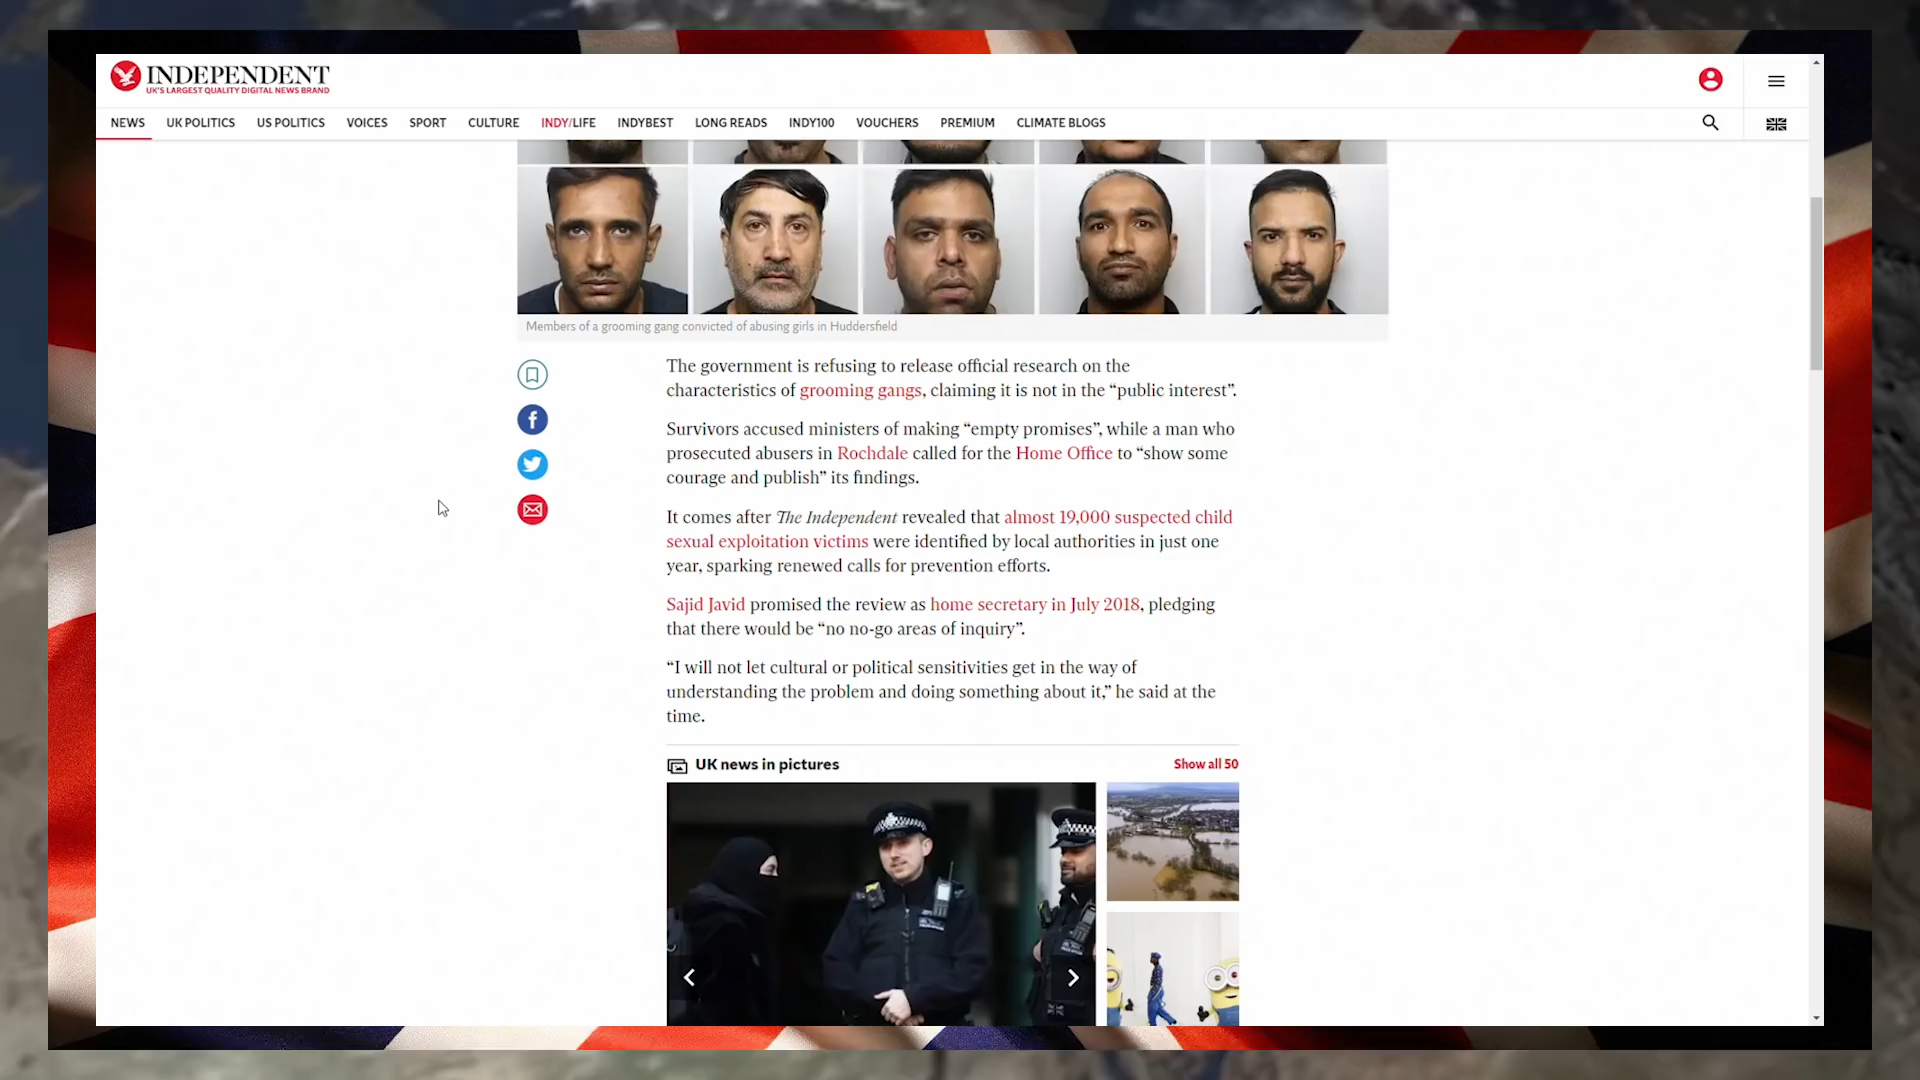 INDEPENDENT
UK'S LARGEST QUALITY DIGITAL NEWS BRAND
NEWS UK POLITICS US POLITICS VOICES SPORT CULTURE INDY/LIFE INDYBEST LONG READS INDY100 VOUCHERS PREMIUM CLIMATE BLOGS
Members of a grooming gang convicted of abusing girls in Huddersfield
The government is refusing to release official research on the
characteristics of grooming gangs, claiming it is not in the “public interest”.
Survivors accused ministers of making “empty promises”, while a man who
prosecuted abusers in Rochdale called for the Home Office to “show some
courage and publish” its findings.
It comes after The Independent revealed that almost 19,000 suspected child
sexual exploitation victims were identified by local authorities in just one
year, sparking renewed calls for prevention efforts.
Sajid Javid promised the review as home secretary in July 2018, pledging
that there would be “no no-go areas of inquiry”.
“I will not let cultural or political sensitivities get in the way of
understanding the problem and doing something about it,” he said at the
time.
UK news in pictures
Show all 50